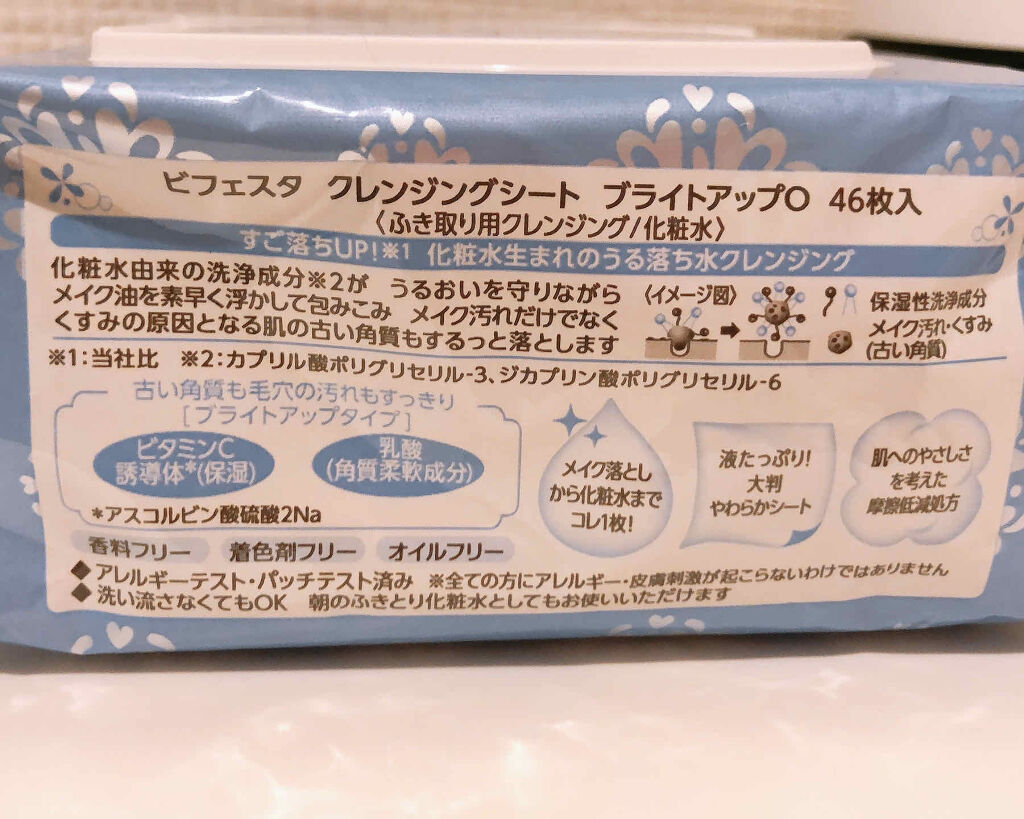 ビフェスタ クレンジングシート ブライトアップO 46枚入
〈ふき取り用クレンジング/化粧水〉
すご落ちUP!※1 化粧水生まれのうる落ち水クレンジング
化粧水由来の洗浄成分※2が うるおいを守りながら
メイク油を素早く浮かして包みこみ メイク汚れだけでなく
くすみの原因となる肌の古い角質もするっと落とします
〈イメージ図〉
保湿性洗浄成分
メイク汚れ・くすみ
(古い角質)
※1:当社比 ※2:カプリル酸ポリグリセリル-3、ジカプリン酸ポリグリセリル-6
古い角質も毛穴の汚れもすっきり
[ブライトアップタイプ]
ビタミンC
誘導体*(保湿)
乳酸
(角質柔軟成分)
*アスコルビン酸硫酸2Na
メイク落とし
から化粧水まで
コレ1枚!
液たっぷり!
大判
やわらかシート
肌へのやさしさ
を考えた
摩擦低減処方
香料フリー 着色剤フリー オイルフリー
◆アレルギーテスト・パッチテスト済み ※全ての方にアレルギー・皮膚刺激が起こらないわけではありません
◆洗い流さなくてもOK 朝のふきとり化粧水としてもお使いいただけます